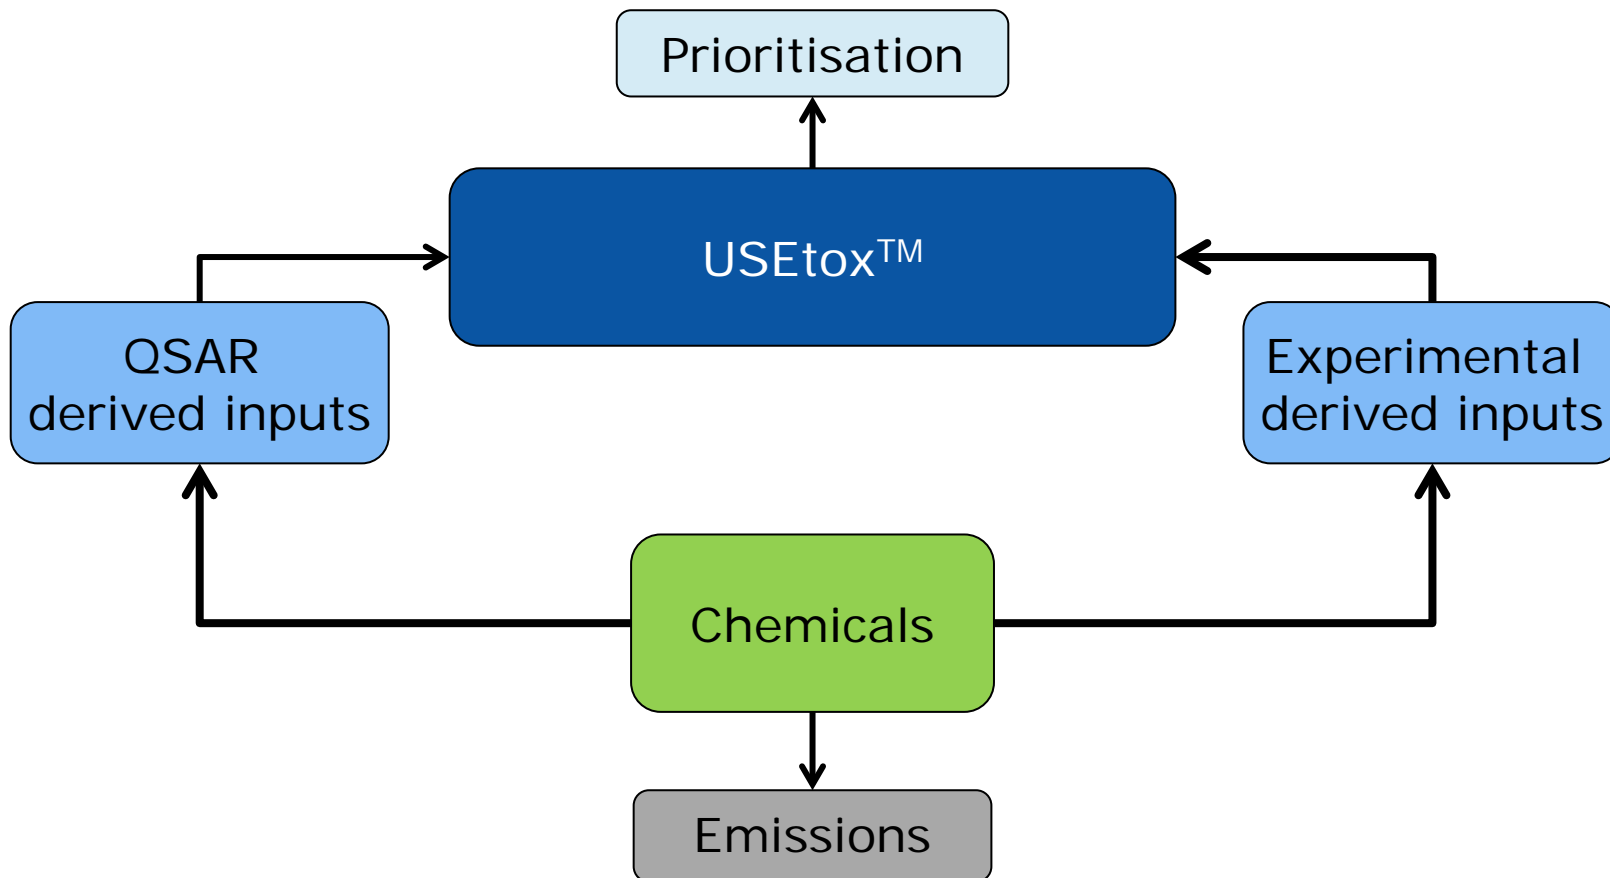 Prioritisation
USEtox™
QSAR
derived inputs
Experimental
derived inputs
Chemicals
Emissions